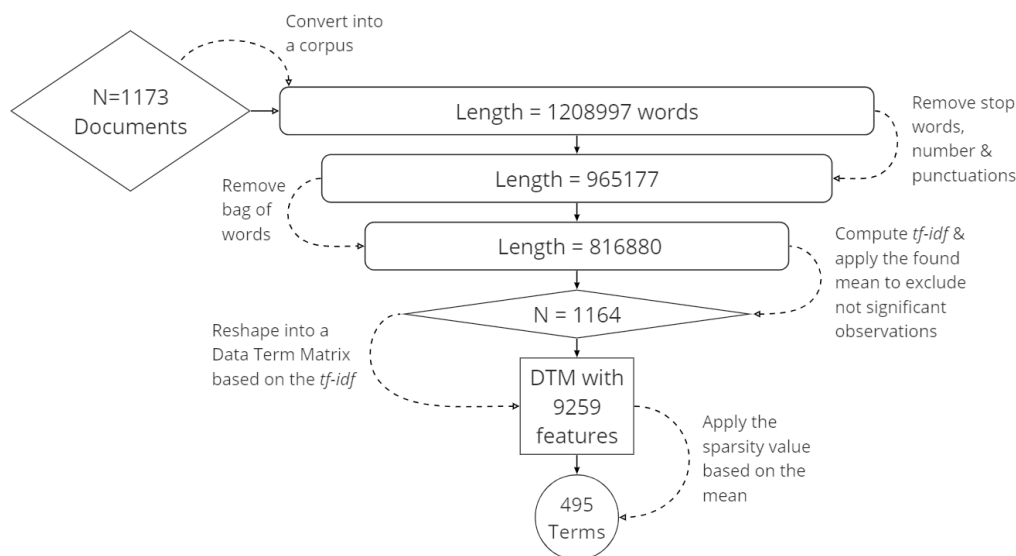 Convert into
a corpus
N=1173
Documents
Length = 1208997 words
Remove stop
words,
number &
punctuations
Length = 965177
Remove
bag of
words
Length = 816880
Compute tf-idf &
apply the found
mean to exclude
not significant
observations
N = 1164
Reshape into a
Data Term Matrix
based on the tf-idf
DTM with
9259
features
Apply the
sparsity value
based on the
mean
495
Terms